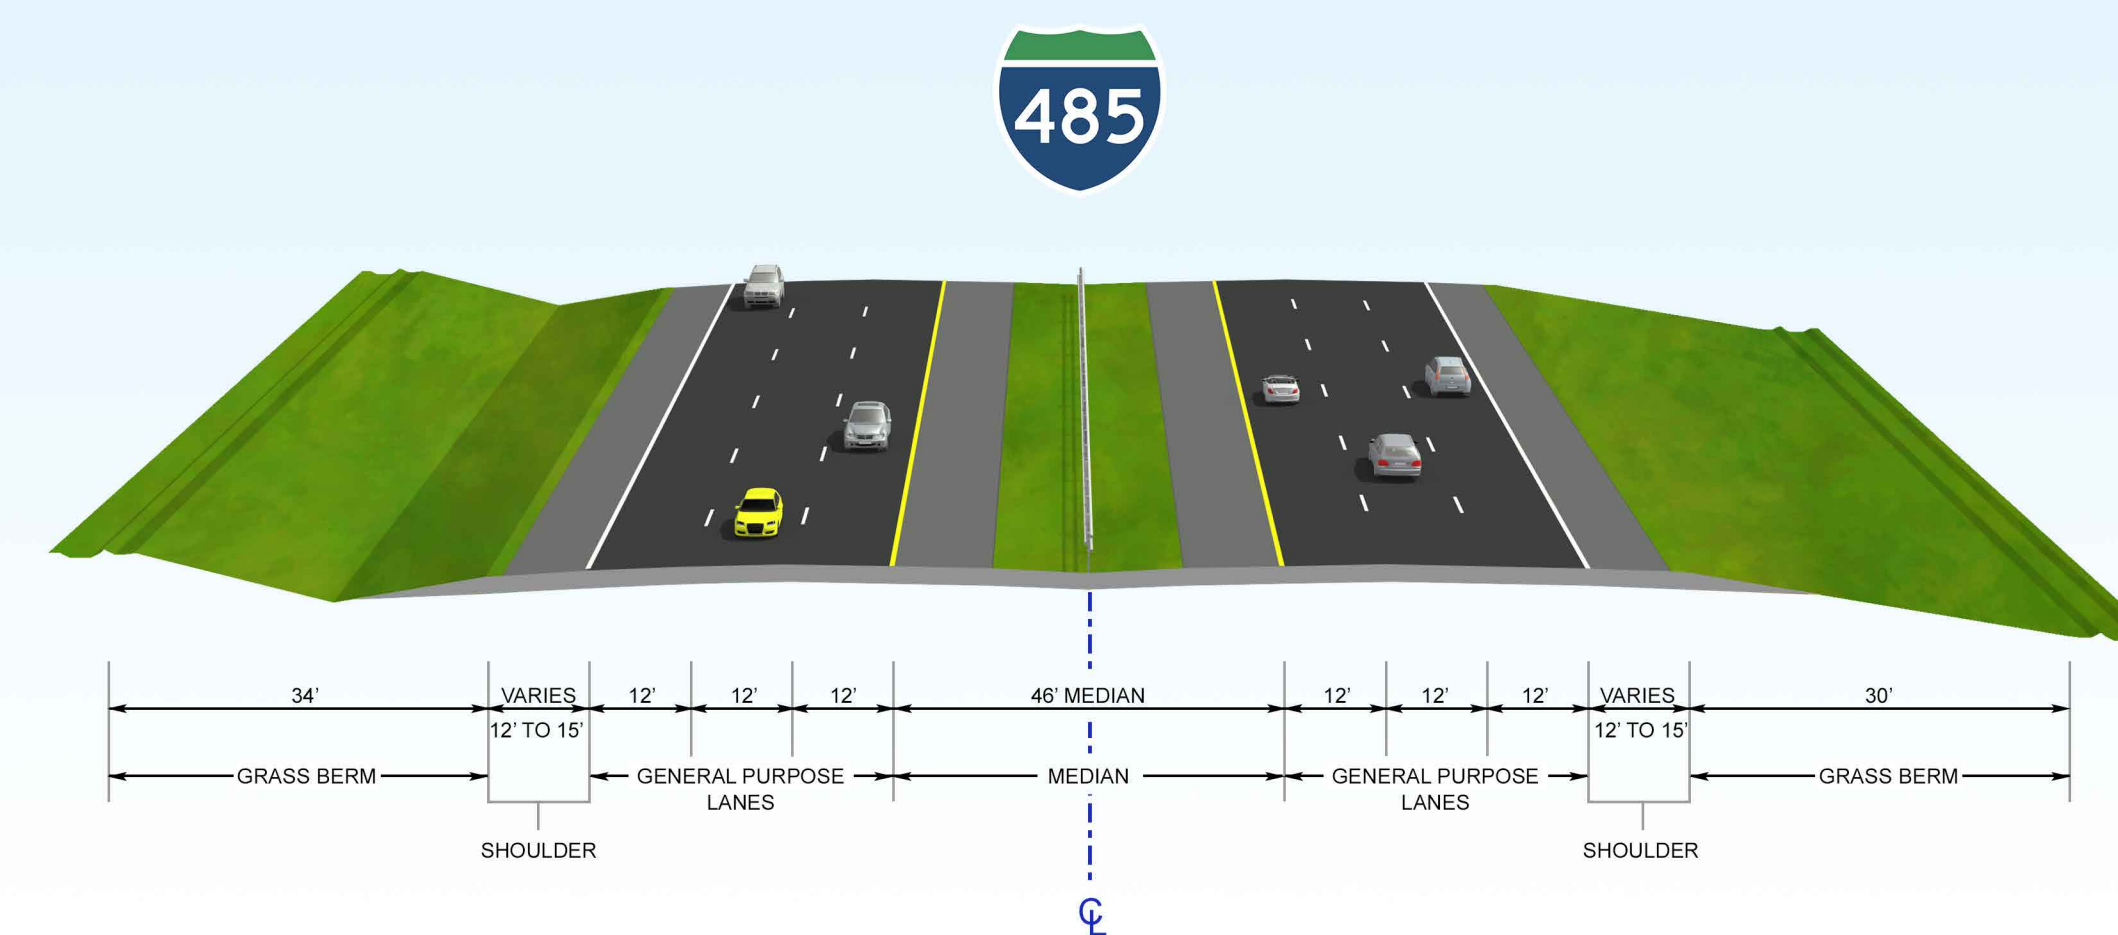 485
34’
VARIES
12’
12’
12’
46’ MEDIAN
12’
12’
12’
VARIES
30’
12’ TO 15’
12’ TO 15’
GRASS BERM
GENERAL PURPOSE
LANES
MEDIAN
GENERAL PURPOSE
LANES
GRASS BERM
SHOULDER
SHOULDER
CL